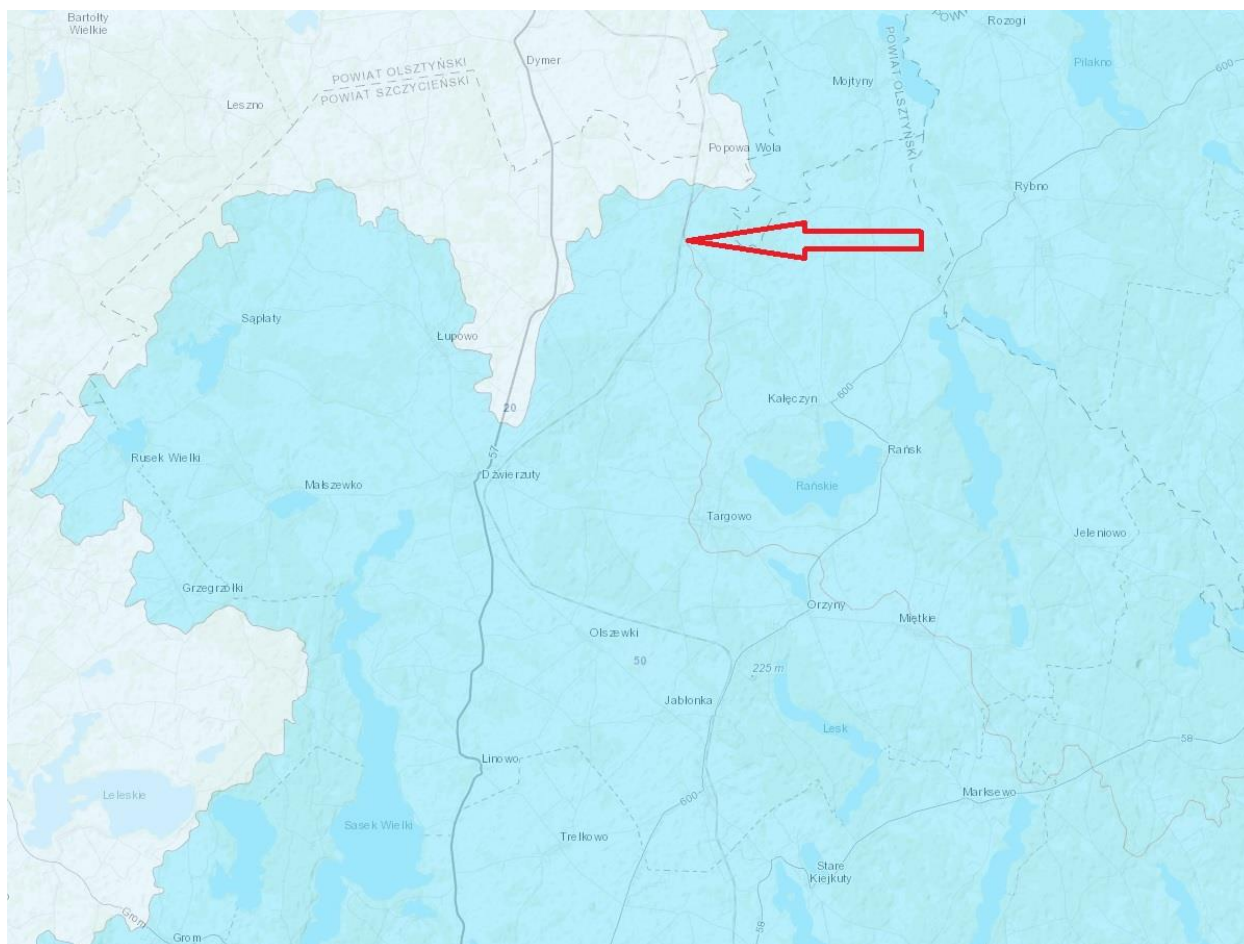 Bartołty
Wielkie
Rozogi
POWIAT OLSZTYŃSKI
POWIAT SZCZYCIEŃSKI
Dymer
Pilakno
600
Mojtyny
POWIAT OLSZTYŃSKI
Leszno
Popowa Wola
Rybno
Sąpłaty
Łupowo
20
Kałęczyn
600
57
Rańsk
Rusek Wielki
Dźwierzuty
Małszewko
Rańskie
Targowo
Jeleniowo
Grzegrzółki
Orzyny
Miętkie
Olszewki
50
225 m
Jabłonka
Lesk
58
Linowo
Leleskie
Marksewo
600
Sasek Wielki
Trelkowo
Stare
Kiejkuty
Grom
58
Grom